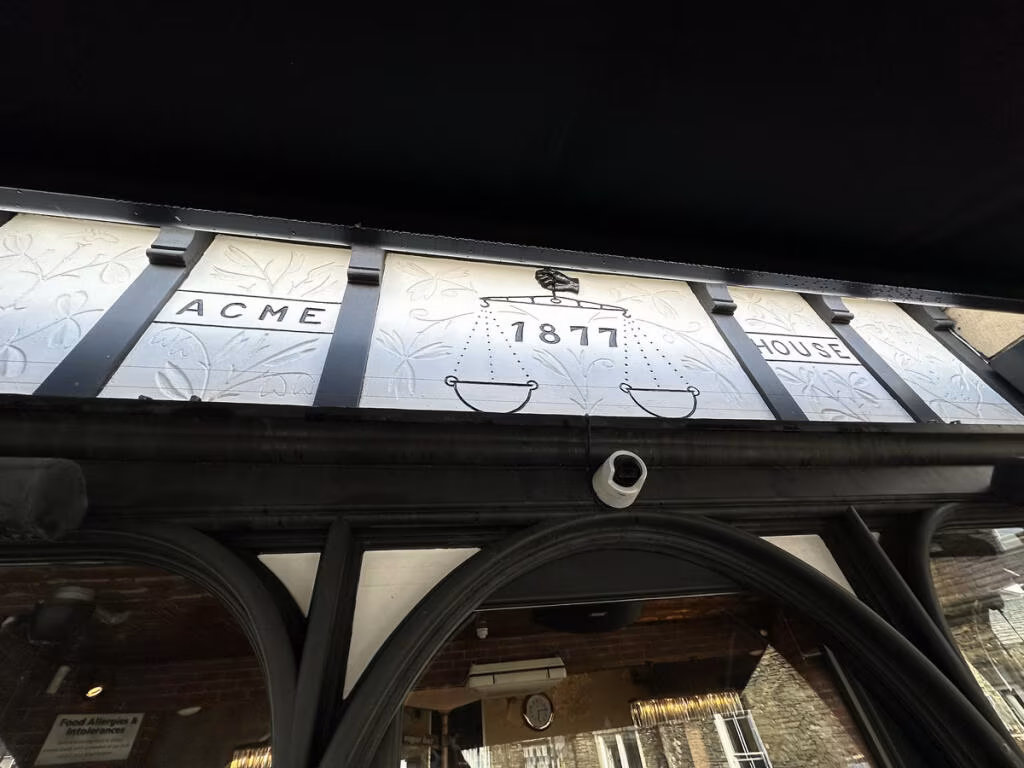 ACME
1877
HOUSE
Food Allergies &
Intolerances